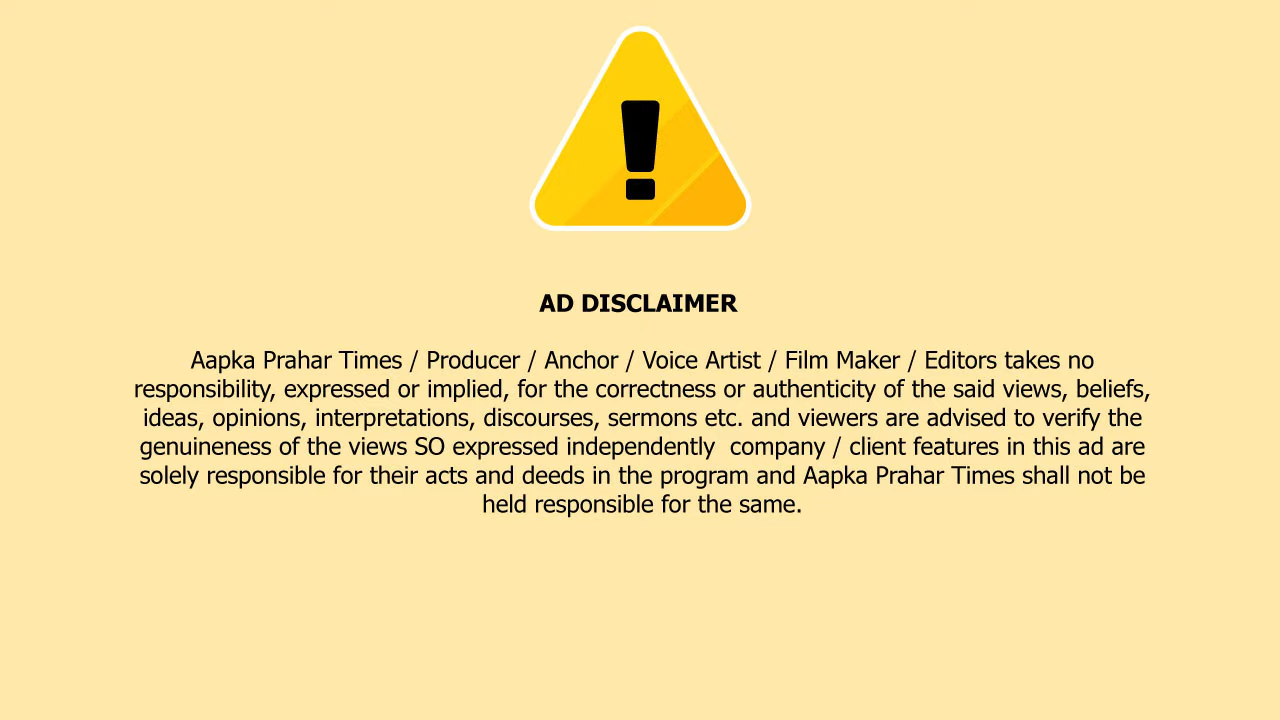 AD DISCLAIMER
Aapka Prahar Times / Producer / Anchor / Voice Artist / Film Maker / Editors takes no
responsibility, expressed or implied, for the correctness or authenticity of the said views, beliefs,
ideas, opinions, interpretations, discourses, sermons etc. and viewers are advised to verify the
genuineness of the views SO expressed independently  company / client features in this ad are
solely responsible for their acts and deeds in the program and Aapka Prahar Times shall not be
held responsible for the same.